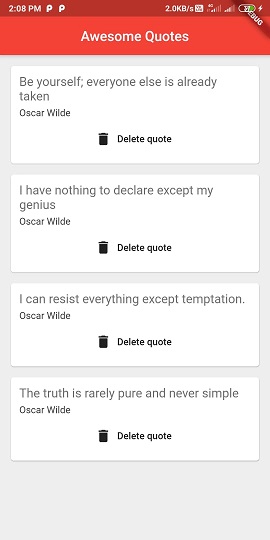 2:08 PM P P 2.0KB/s
DEBUG
Awesome Quotes
Be yourself; everyone else is already
taken
Oscar Wilde
Delete quote
I have nothing to declare except my
genius
Oscar Wilde
Delete quote
I can resist everything except temptation.
Oscar Wilde
Delete quote
The truth is rarely pure and never simple
Oscar Wilde
Delete quote